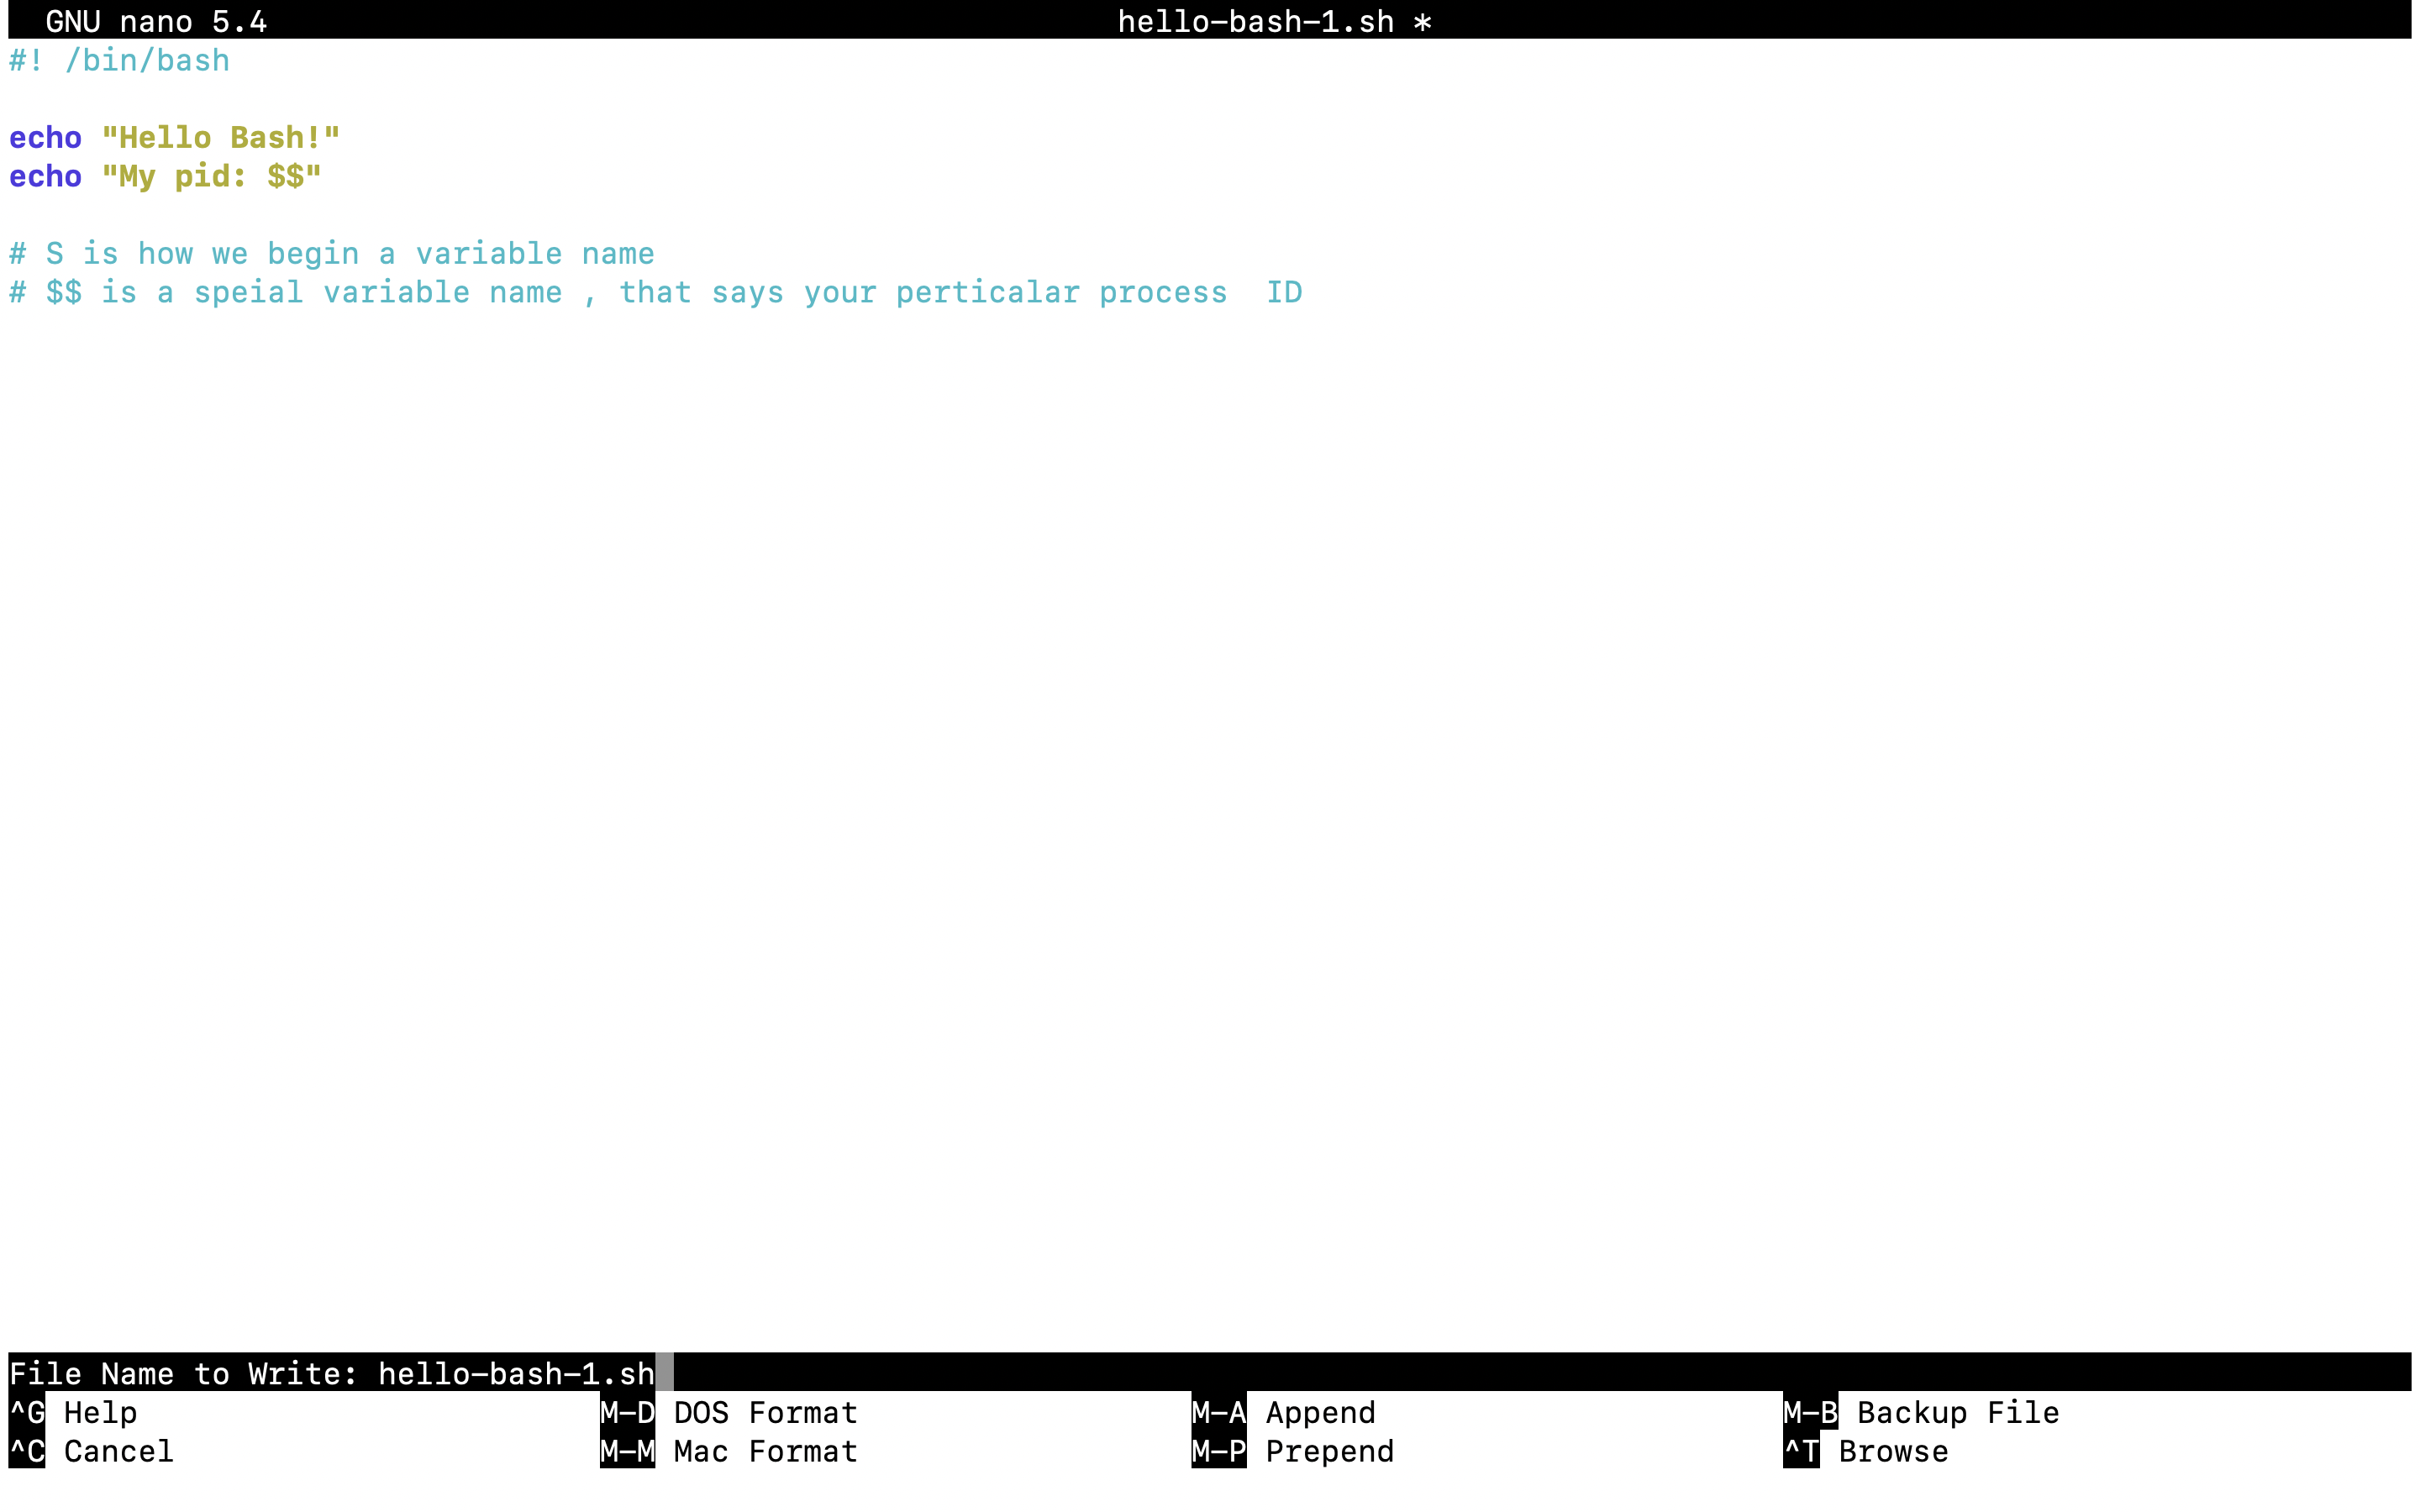 GNU nano 5.4 hello-bash-1.sh *
#! /bin/bash
echo "Hello Bash!"
echo "My pid: $$"
# S is how we begin a variable name
# $$ is a speial variable name , that says your perticalar process  ID
File Name to Write: hello-bash-1.sh
^G Help M-D DOS Format M-A Append M-B Backup File
^C Cancel M-M Mac Format M-P Prepend ^T Browse